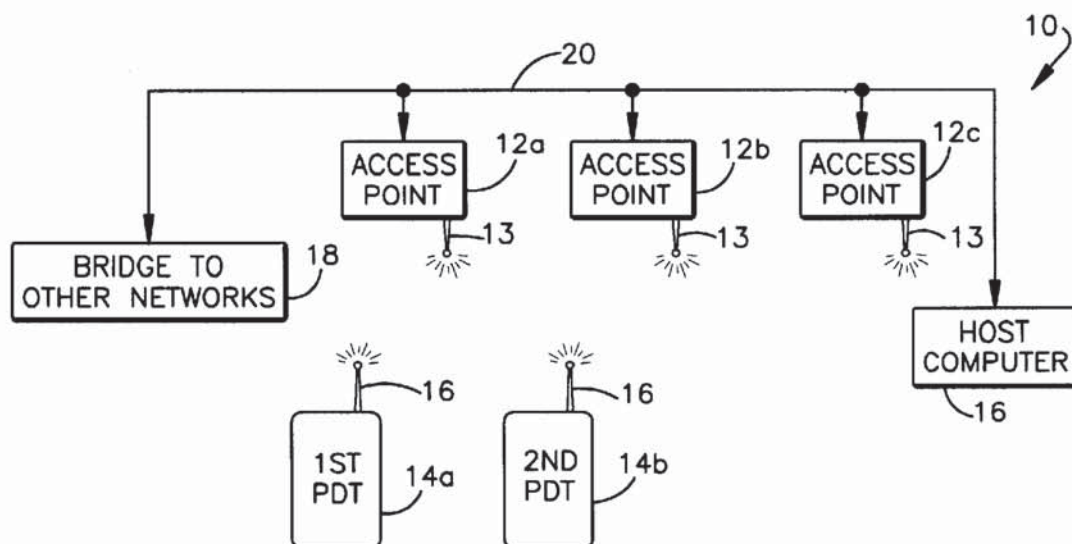 10
20
ACCESS
POINT
12a
ACCESS
POINT
12b
ACCESS
POINT
12c
13
13
13
BRIDGE TO
OTHER NETWORKS
18
HOST
COMPUTER
16
16
16
1ST
PDT
14a
2ND
PDT
14b